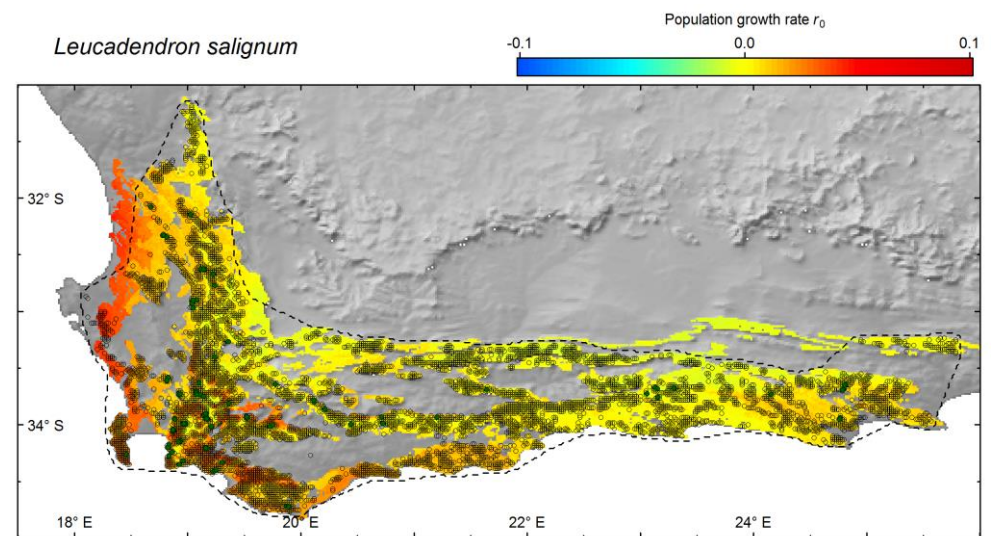 Population growth rate r0
Leucadendron salignum
-0.1 0.0 0.1
32° S
34° S
18° E 20° E 22° E 24° E